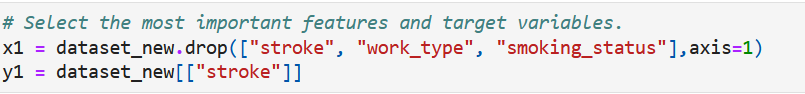 # Select the most important features and target variables.
x1 = dataset_new.drop(["stroke", "work_type", "smoking_status"],axis=1)
y1 = dataset_new[["stroke"]]